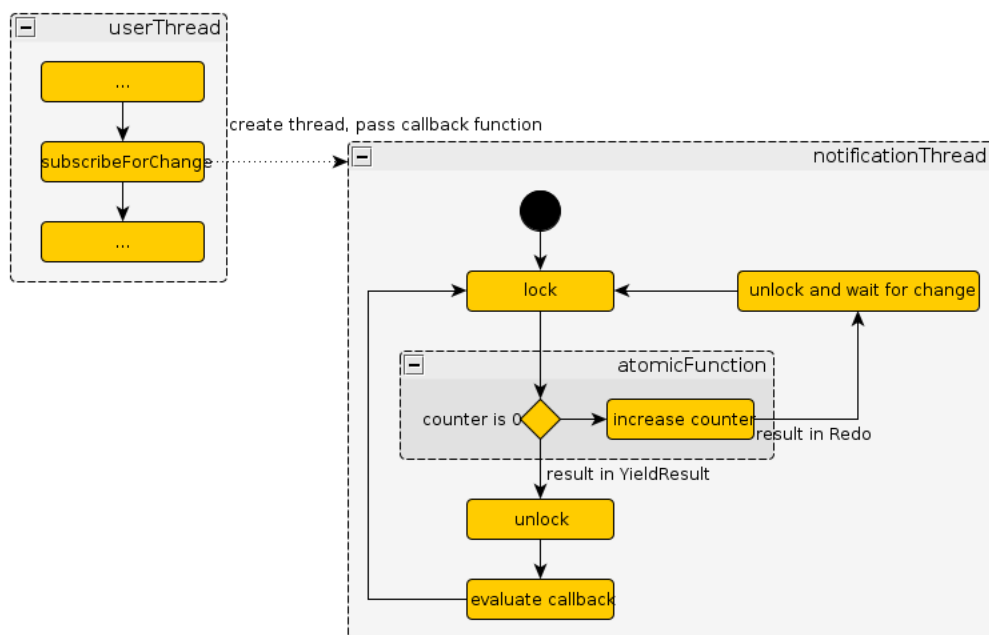 userThread
...
create thread, pass callback function
subscribeForChange
notificationThread
...
lock
unlock and wait for change
atomicFunction
counter is 0
increase counter
result in Redo
result in YieldResult
unlock
evaluate callback